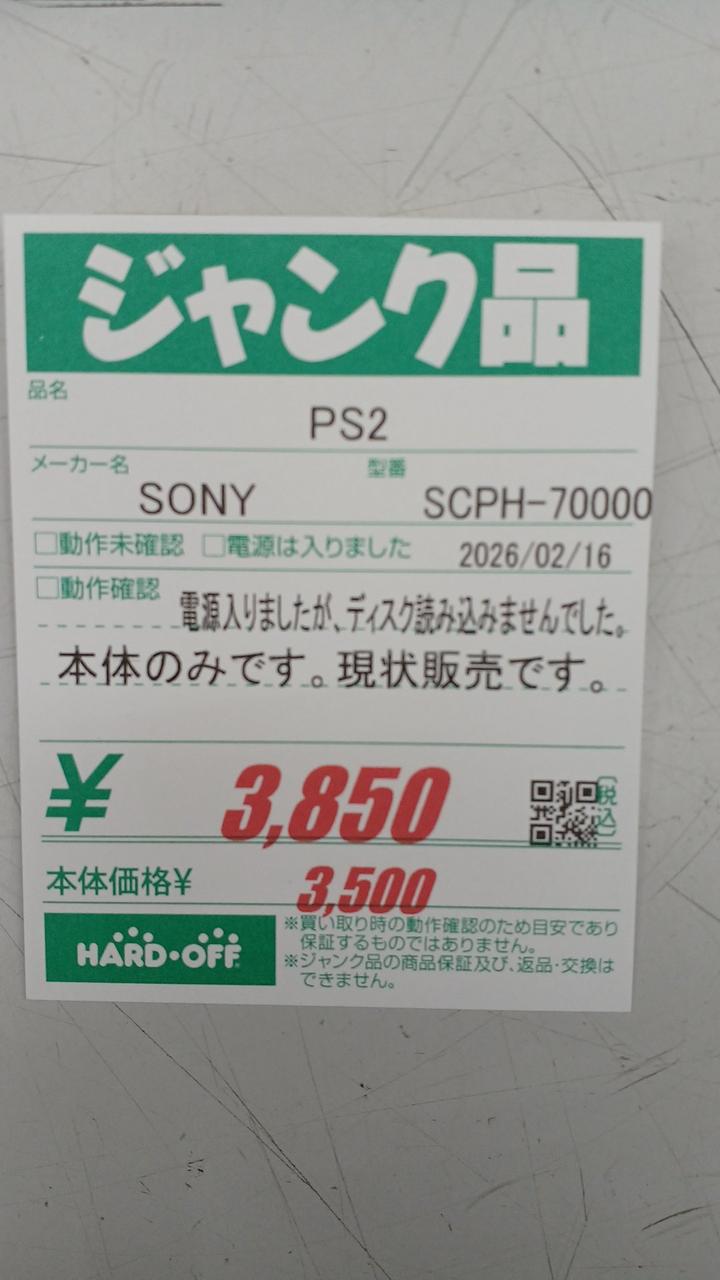 ジャンク品
品名
PS2
メーカー名 型番
SONY SCPH-70000
□動作未確認 □電源は入りました 2026/02/16
□動作確認
電源入りましたが、ディスク読み込みませんでした。
本体のみです。現状販売です。
¥ 3,850 (税込)
本体価格¥ 3,500
HARD・OFF
※買い取り時の動作確認のため目安であり
保証するものではありません。
※ジャンク品の商品保証及び、返品・交換は
できません。